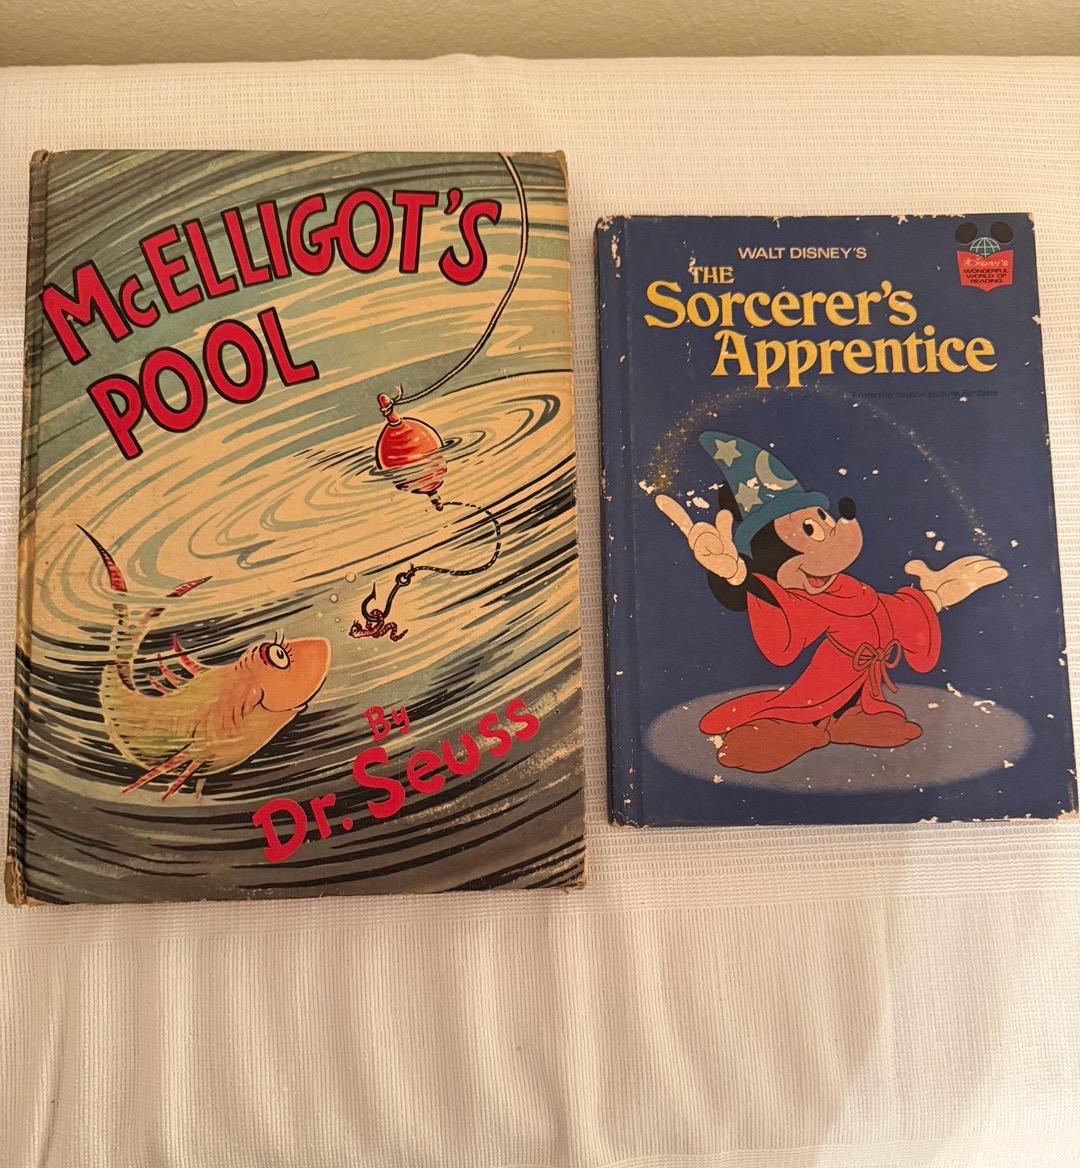 McELLIGOT'S
POOL
By
Dr. Seuss
WALT DISNEY'S
THE
Sorcerer's
Apprentice
From the motion picture Fantasia
Disney's
WONDERFUL
WORLD OF
READING